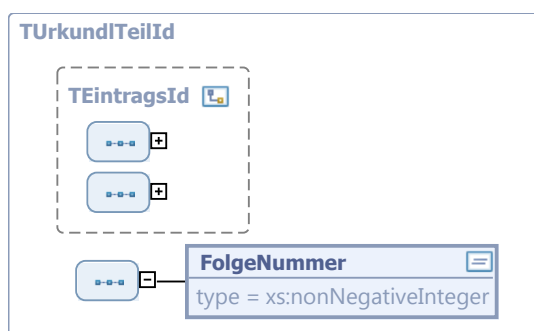 TUrkundlTeilId
TEintragsId
FolgeNummer
type = xs:nonNegativeInteger